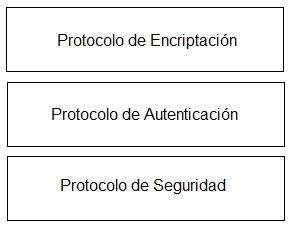 Protocolo de Encriptación
Protocolo de Autenticación
Protocolo de Seguridad